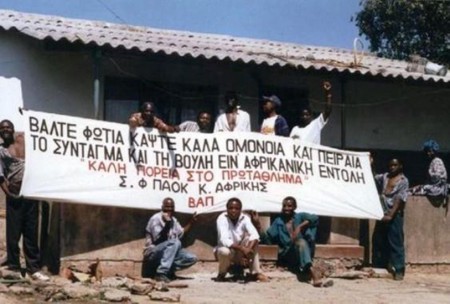 ΒΑΛΤΕ ΦΩΤΙΑ ΚΑΨΤΕ ΚΑΛΑ ΟΜΟΝΟΙΑ ΚΑΙ ΠΕΙΡΑΙΑ
ΤΟ ΣΥΝΤΑΓΜΑ ΚΑΙ ΤΗ ΒΟΥΛΗ ΕΙΝ ΑΦΡΙΚΑΝΙΚΗ ΕΝΤΟΛΗ
"ΚΑΛΗ ΠΟΡΕΙΑ ΣΤΟ ΠΡΩΤΑΘΛΗΜΑ"
Σ. Φ ΠΑΟΚ Κ. ΑΦΡΙΚΗΣ
ΒΑΠ